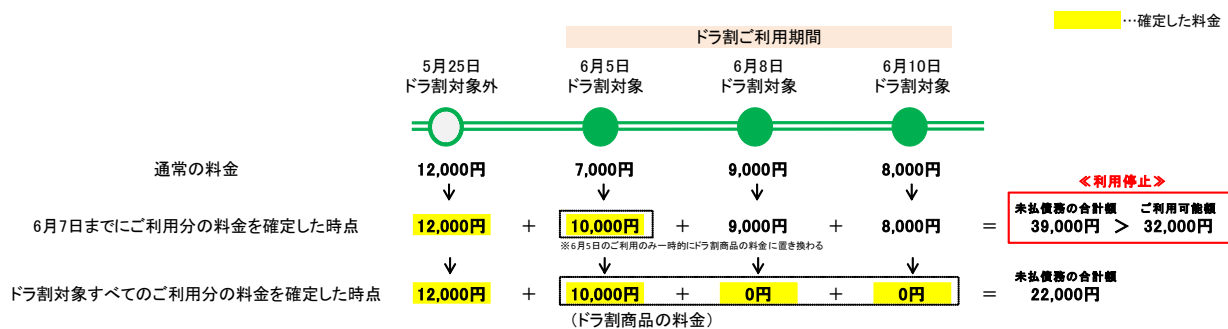 …確定した料金
ドラ割ご利用期間
5月25日 6月5日 6月8日 6月10日
ドラ割対象外 ドラ割対象 ドラ割対象 ドラ割対象
通常の料金 12,000円 7,000円 9,000円 8,000円
≪利用停止≫
未払債務の合計額 ご利用可能額
6月7日までにご利用分の料金を確定した時点 12,000円 + 10,000円 + 9,000円 + 8,000円 = 39,000円 > 32,000円
※6月5日のご利用のみ一時的にドラ割商品の料金に置き換わる
未払債務の合計額
ドラ割対象すべてのご利用分の料金を確定した時点 12,000円 + 10,000円 + 0円 + 0円 = 22,000円
(ドラ割商品の料金)